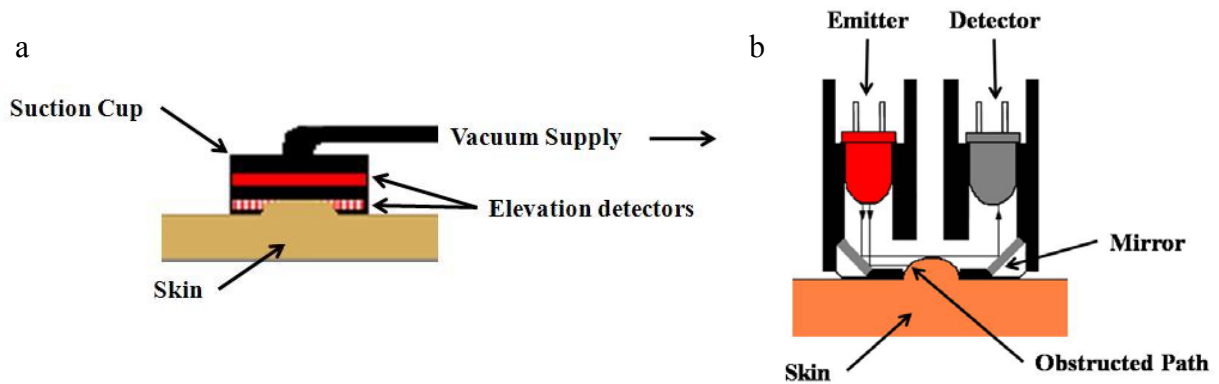 a
Suction Cup
Vacuum Supply
Elevation detectors
Skin
b
Emitter
Detector
Mirror
Obstructed Path
Skin